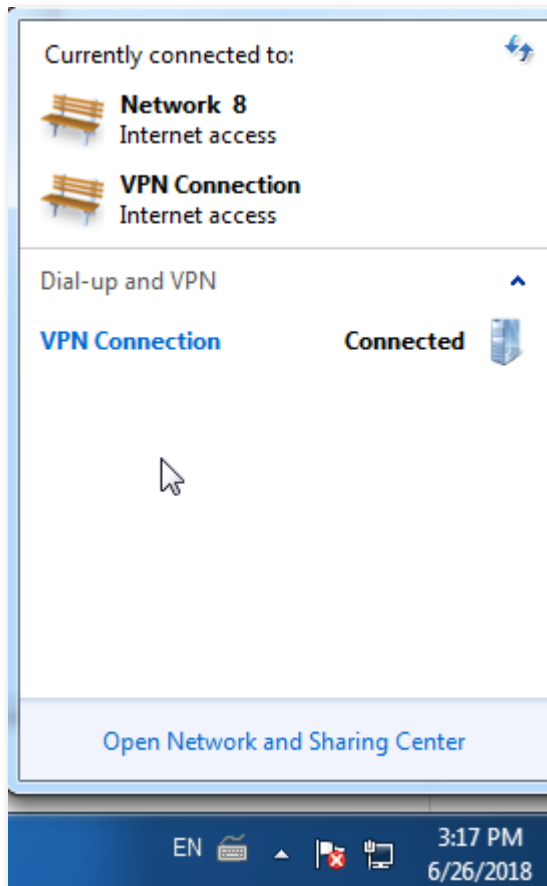 Currently connected to:
Network 8
Internet access
VPN Connection
Internet access
Dial-up and VPN
VPN Connection Connected
Open Network and Sharing Center
EN 3:17 PM
6/26/2018